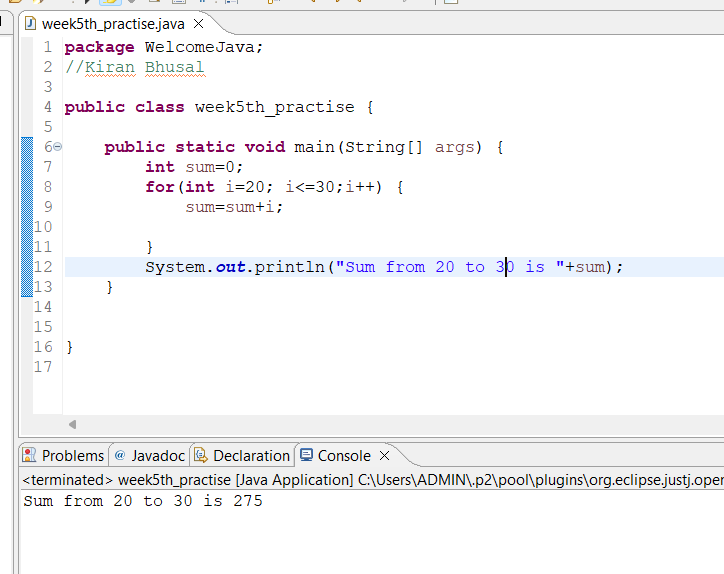 week5th_practise.java
1 package WelcomeJava;
2 //Kiran Bhusal
3
4 public class week5th_practise {
5
6 public static void main(String[] args) {
7 int sum=0;
8 for(int i=20; i<=30;i++) {
9 sum=sum+i;
10
11 }
12 System.out.println("Sum from 20 to 30 is "+sum);
13 }
14
15
16 }
17
Problems @ Javadoc Declaration Console
<terminated> week5th_practise [Java Application] C:\Users\ADMIN\.p2\pool\plugins\org.eclipse.justj.oper
Sum from 20 to 30 is 275